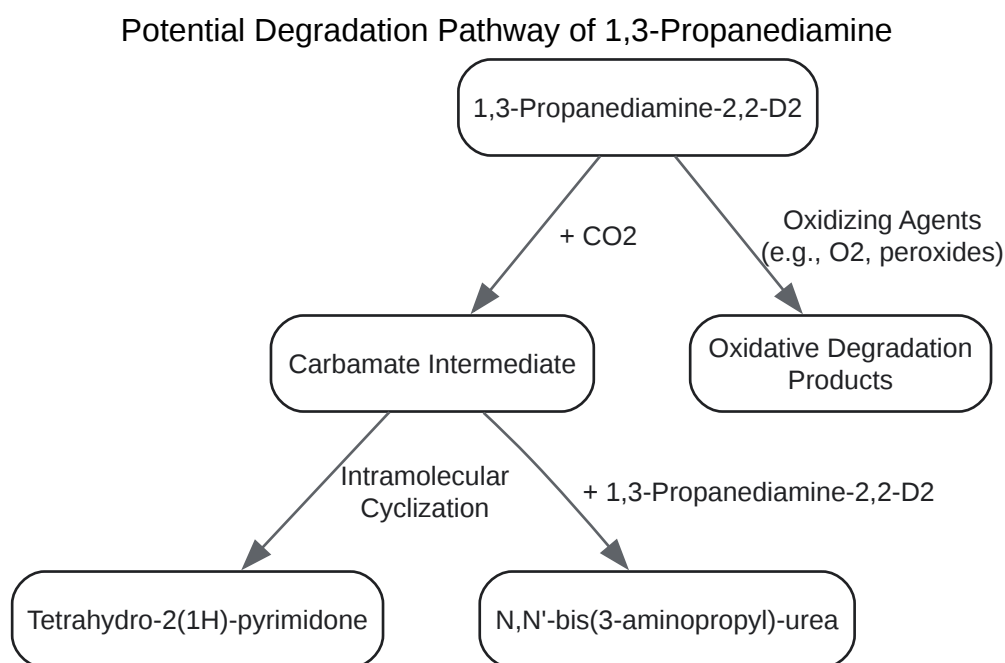 Potential Degradation Pathway of 1,3-Propanediamine
1,3-Propanediamine-2,2-D2
+ CO2
Oxidizing Agents
(e.g., O2, peroxides)
Carbamate Intermediate
Oxidative Degradation
Products
Intramolecular
Cyclization
+ 1,3-Propanediamine-2,2-D2
Tetrahydro-2(1H)-pyrimidone
N,N'-bis(3-aminopropyl)-urea